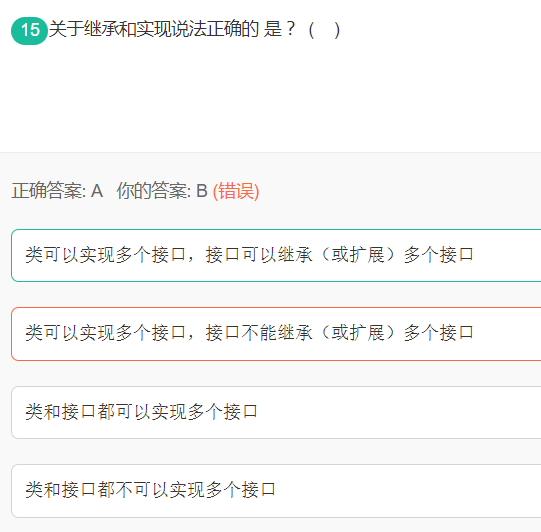 15 关于继承和实现说法正确的 是？ ( )
正确答案: A 你的答案: B (错误)
类可以实现多个接口，接口可以继承（或扩展）多个接口
类可以实现多个接口，接口不能继承（或扩展）多个接口
类和接口都可以实现多个接口
类和接口都不可以实现多个接口